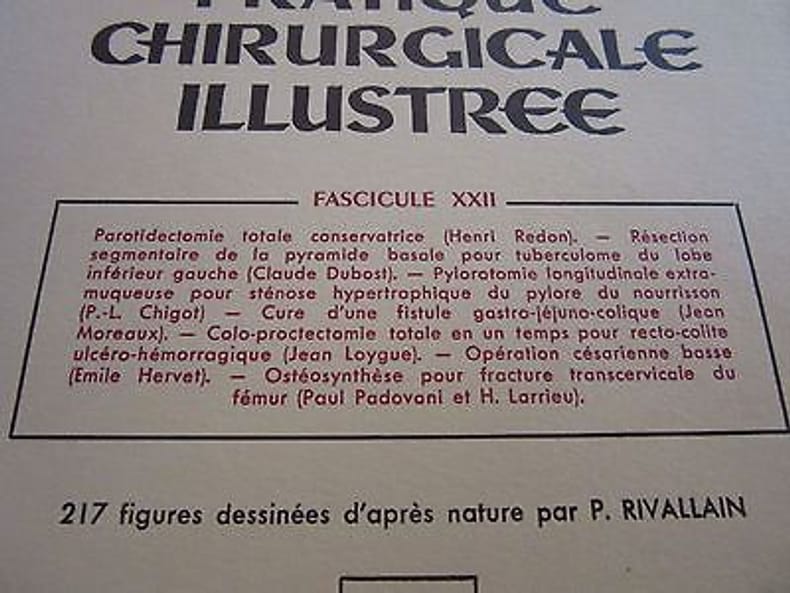 PRATIQUE
CHIRURGICALE
ILLUSTREE
FASCICULE XXII
Parotidectomie totale conservatrice (Henri Redon). — Résection
segmentaire de la pyramide basale pour tuberculome du lobe
inférieur gauche (Claude Dubost). — Pylorotomie longitudinale extra-
muqueuse pour sténose hypertrophique du pylore du nourrisson
(P.-L. Chigot) — Cure d'une fistule gastro-jéjuno-colique (Jean
Moreaux). — Colo-proctectomie totale en un temps pour recto-colite
ulcéro-hémorragique (Jean Loygue). — Opération césarienne basse
(Emile Hervet). — Ostéosynthèse pour fracture transcervicale du
fémur (Paul Padovani et H. Larrieu).
217 figures dessinées d'après nature par P. RIVALLAIN